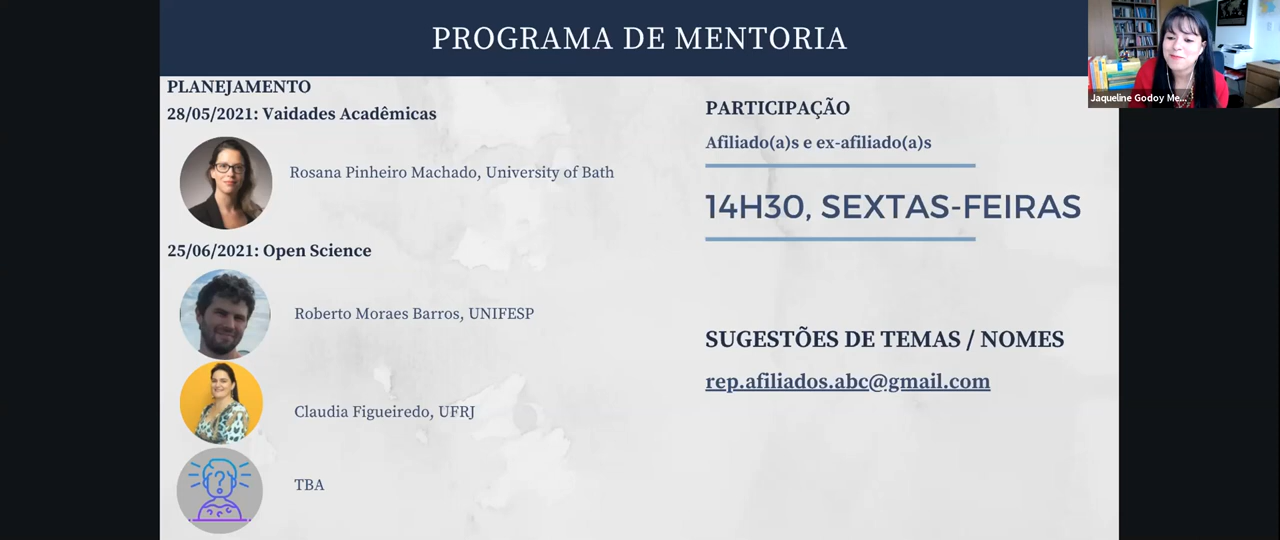 PROGRAMA DE MENTORIA
PLANEJAMENTO
28/05/2021: Vaidades Acadêmicas
Rosana Pinheiro Machado, University of Bath
25/06/2021: Open Science
Roberto Moraes Barros, UNIFESP
Claudia Figueiredo, UFRJ
TBA
PARTICIPAÇÃO
Afiliado(a)s e ex-afiliado(a)s
14H30, SEXTAS-FEIRAS
SUGESTÕES DE TEMAS / NOMES
rep.afiliados.abc@gmail.com
Jaqueline Godoy Me...